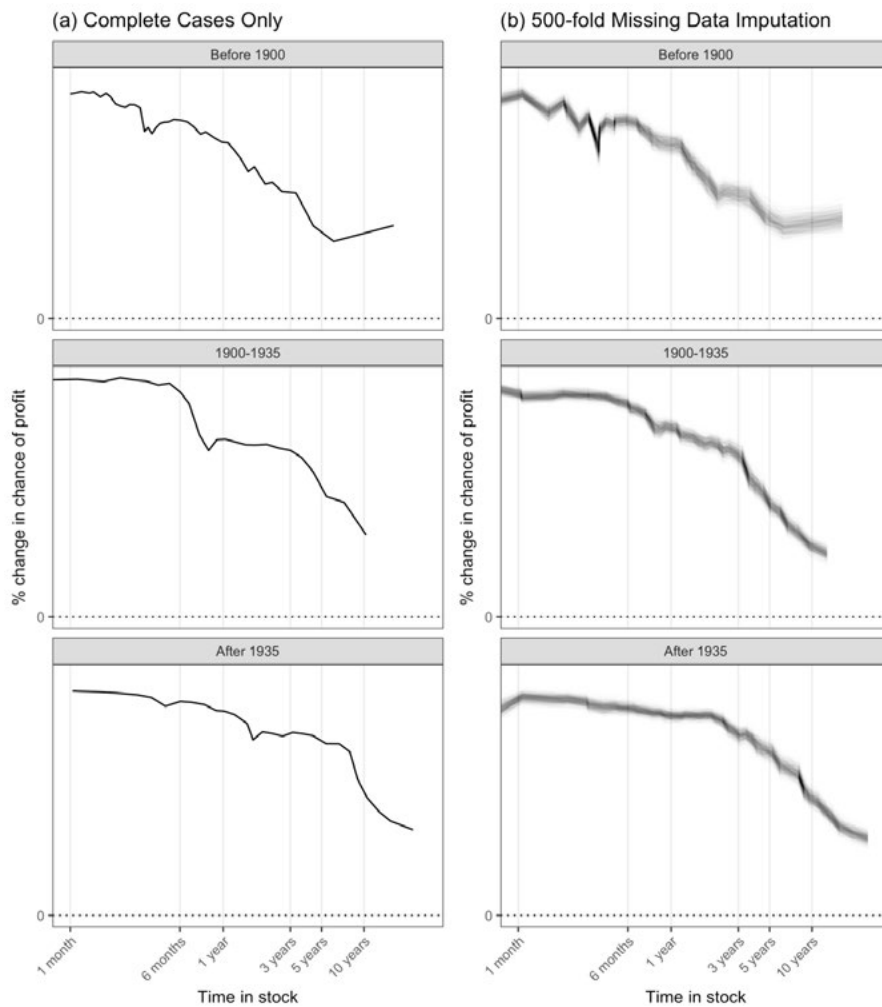 (a) Complete Cases Only
Before 1900
0
1900-1935
0
After 1935
0
% change in chance of profit
1 month
6 months
1 year
3 years
5 years
10 years
Time in stock
(b) 500-fold Missing Data Imputation
Before 1900
0
1900-1935
0
After 1935
0
% change in chance of profit
1 month
6 months
1 year
3 years
5 years
10 years
Time in stock